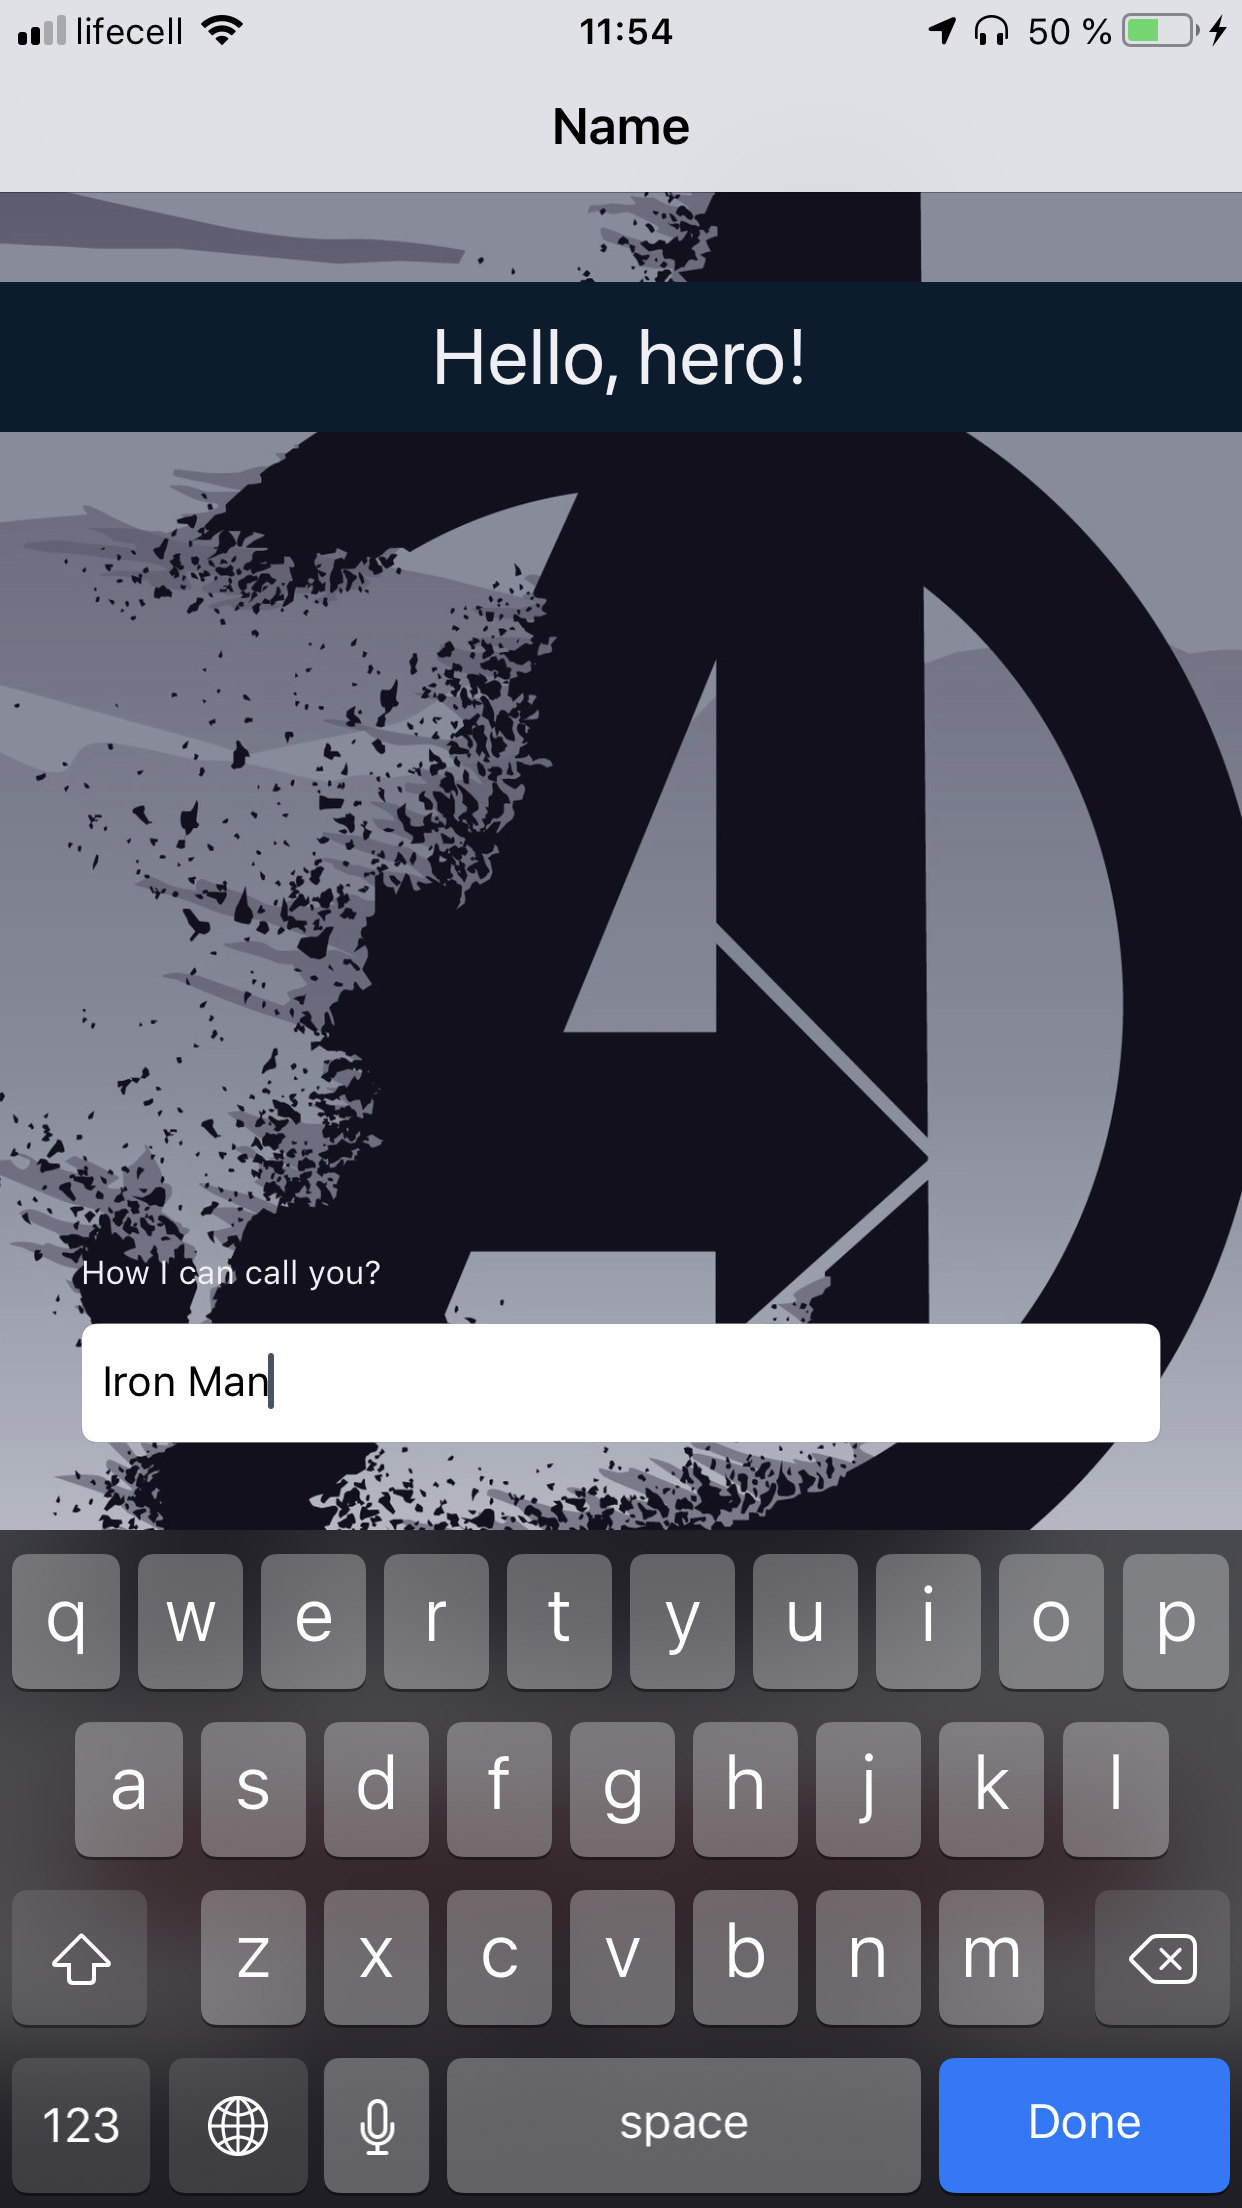 lifecell 11:54 50 %
Name
Hello, hero!
How I can call you?
Iron Man
q w e r t y u i o p
a s d f g h j k l
z x c v b n m
123 space Done